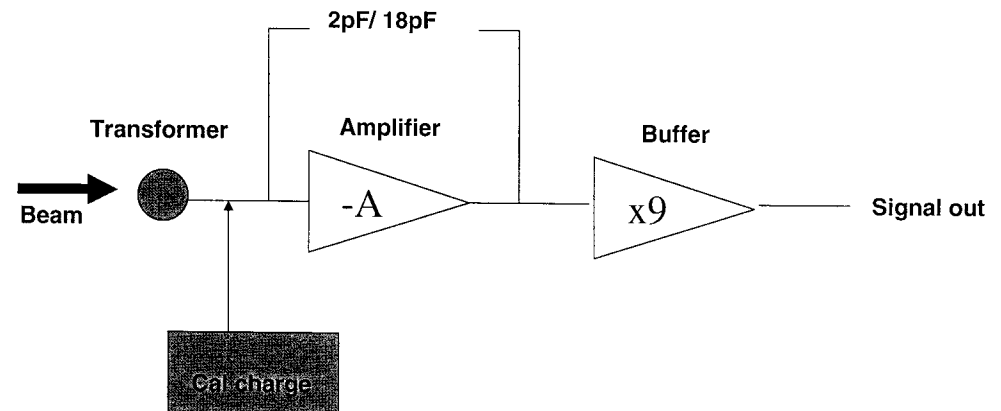 2pF/ 18pF
Transformer
Amplifier
Buffer
Beam
-A
x9
Signal out
Cal charge